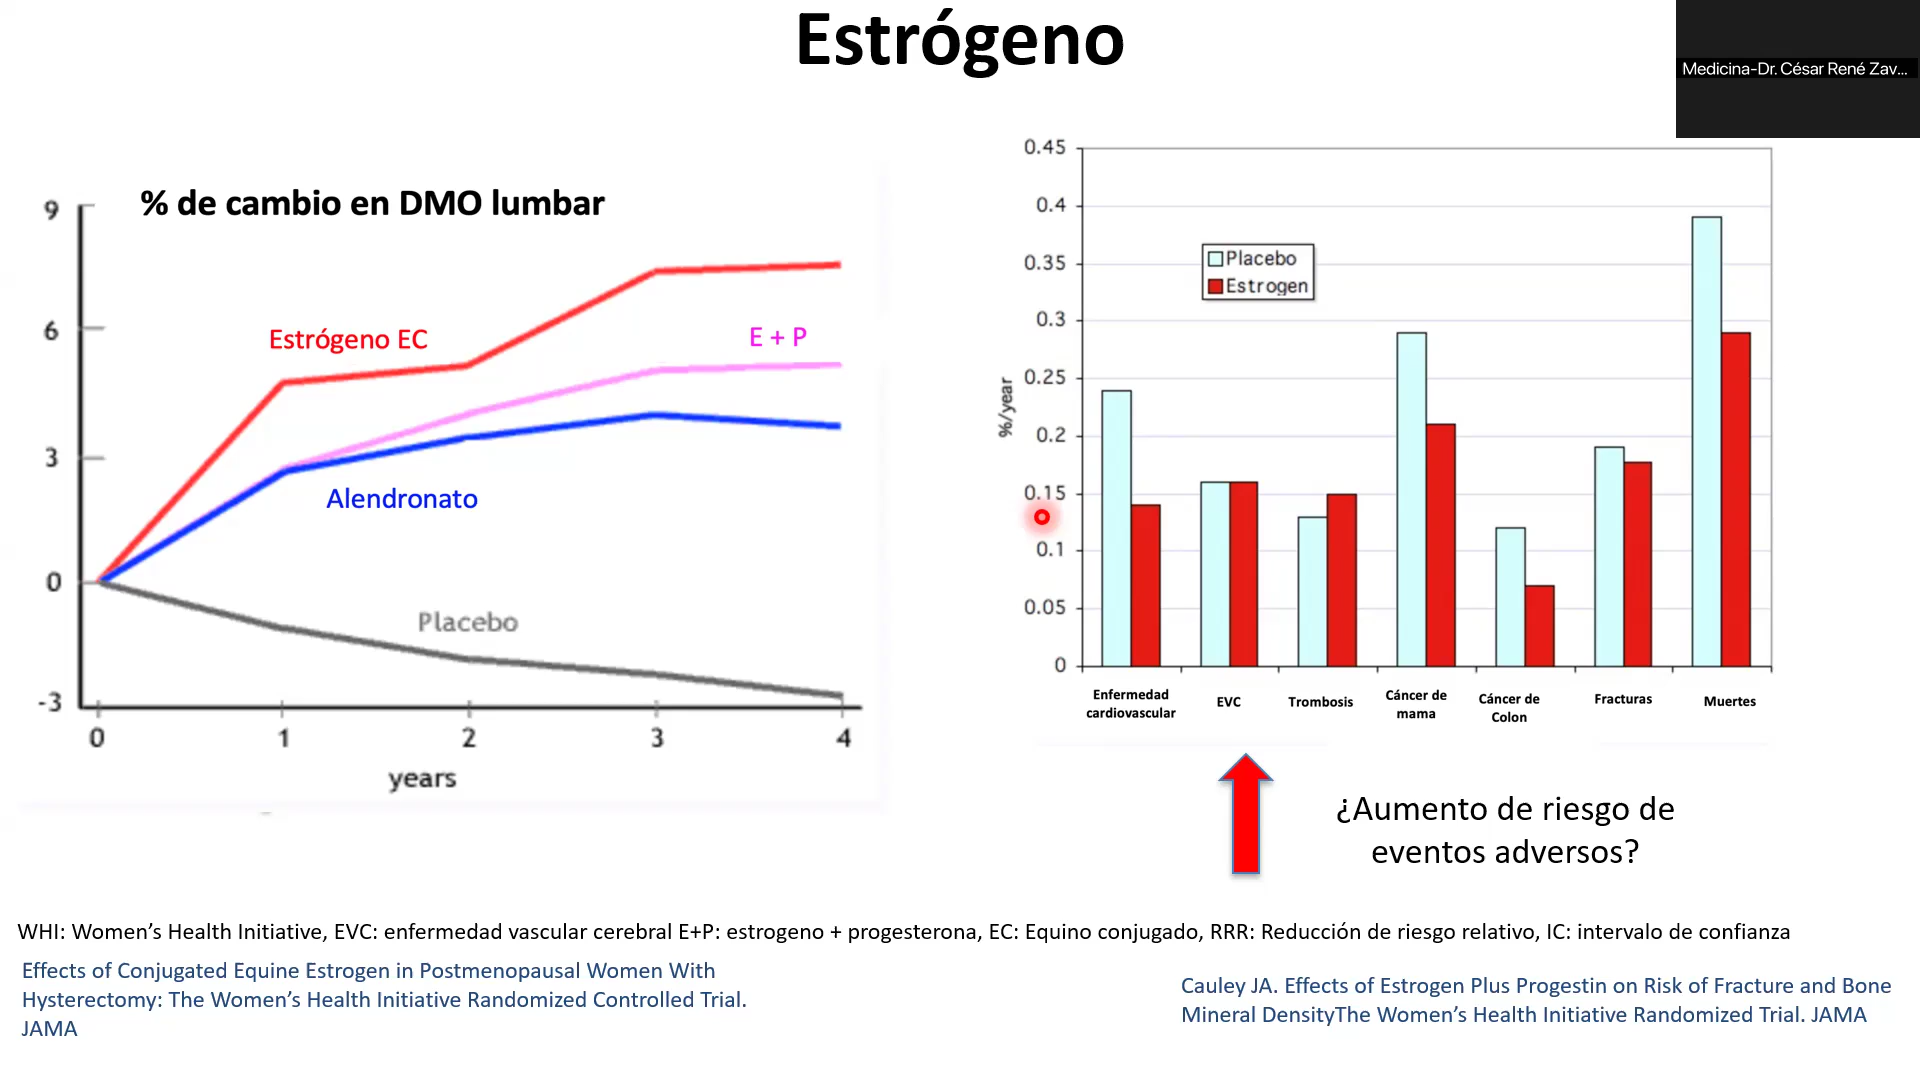 Estrógeno
Medicina-Dr. César René Zav...
% de cambio en DMO lumbar
9
6
3
0
-3
Estrógeno EC
E + P
Alendronato
Placebo
0 1 2 3 4
years
0.45
0.4
0.35
0.3
0.25
0.2
0.15
0.1
0.05
0
%/year
Placebo
Estrogen
Enfermedad
cardiovascular
EVC
Trombosis
Cáncer de
mama
Cáncer de
Colon
Fracturas
Muertes
¿Aumento de riesgo de
eventos adversos?
WHI: Women’s Health Initiative, EVC: enfermedad vascular cerebral E+P: estrogeno + progesterona, EC: Equino conjugado, RRR: Reducción de riesgo relativo, IC: intervalo de confianza
Effects of Conjugated Equine Estrogen in Postmenopausal Women With
Hysterectomy: The Women’s Health Initiative Randomized Controlled Trial.
JAMA
Cauley JA. Effects of Estrogen Plus Progestin on Risk of Fracture and Bone
Mineral DensityThe Women’s Health Initiative Randomized Trial. JAMA